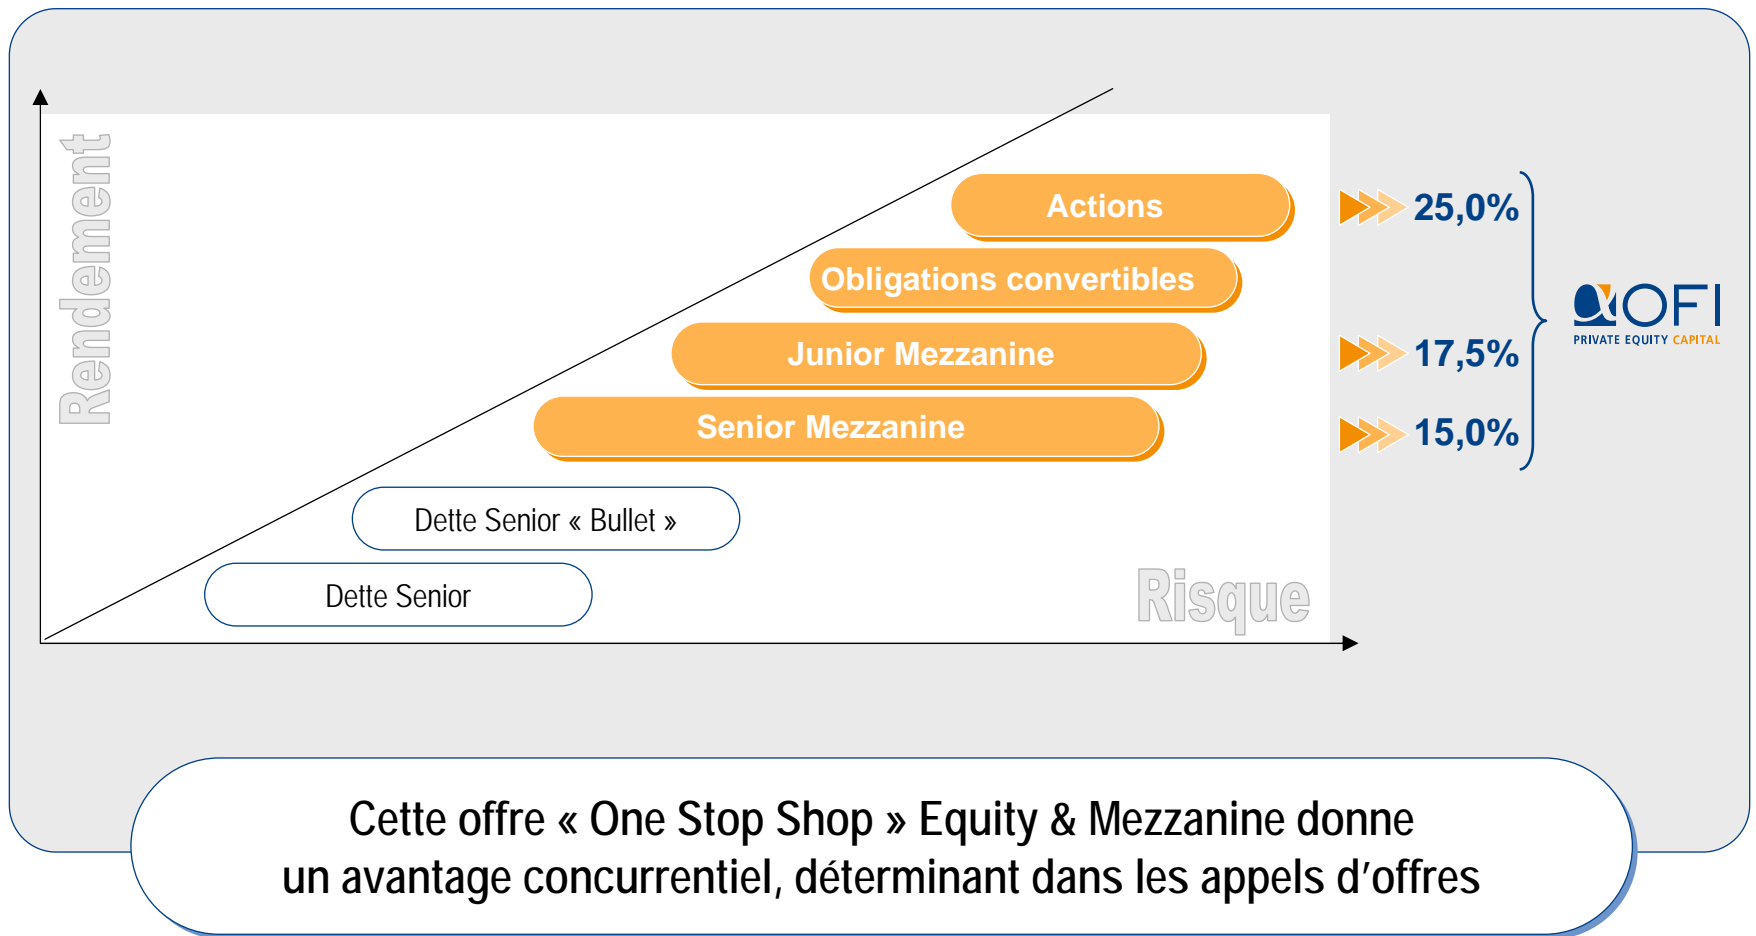 Rendement
Actions
25,0%
Obligations convertibles
OFI
PRIVATE EQUITY CAPITAL
Junior Mezzanine
17,5%
Senior Mezzanine
15,0%
Dette Senior « Bullet »
Dette Senior
Risque
Cette offre « One Stop Shop » Equity & Mezzanine donne
un avantage concurrentiel, déterminant dans les appels d’offres